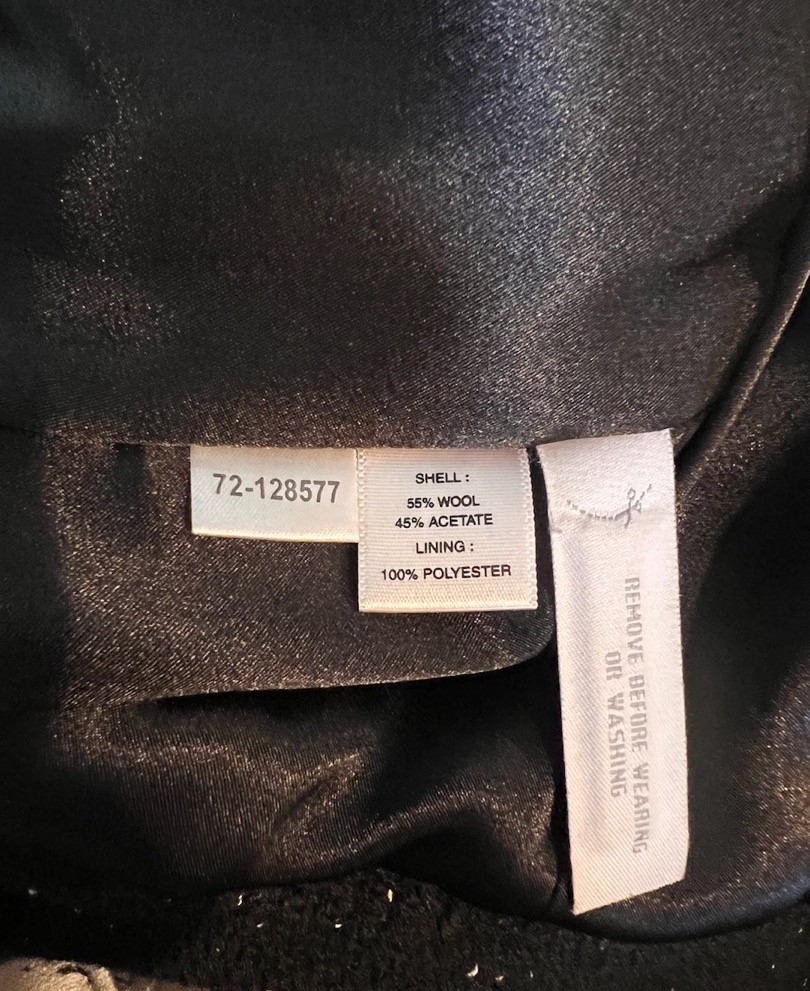 72-128577
SHELL :
55% WOOL
45% ACETATE
LINING :
100% POLYESTER
REMOVE BEFORE WEARING
OR WASHING